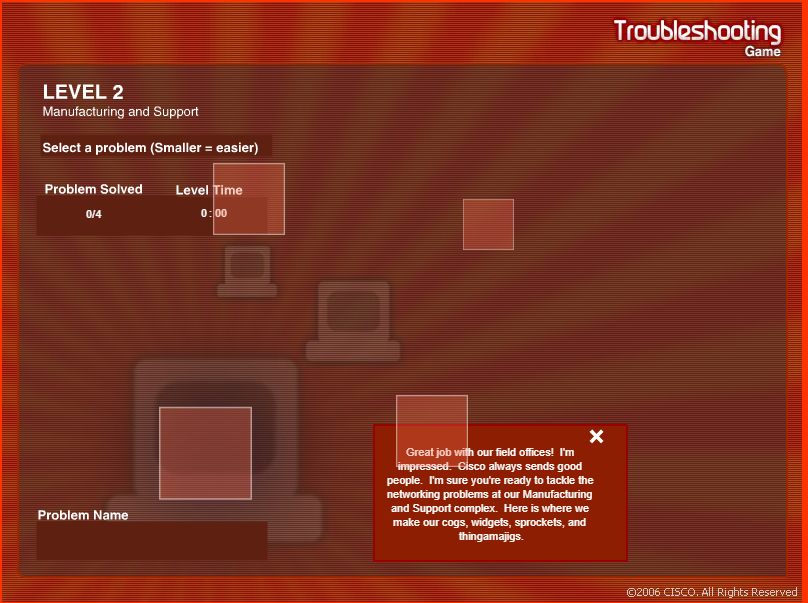 Troubleshooting
Game
LEVEL 2
Manufacturing and Support
Select a problem (Smaller = easier)
Problem Solved
Level Time
0/4
0 : 00
Great job with our field offices! I'm
impressed. Cisco always sends good
people. I'm sure you're ready to tackle the
networking problems at our Manufacturing
and Support complex. Here is where we
make our cogs, widgets, sprockets, and
thingamajigs.
Problem Name
©2006 CISCO. All Rights Reserved